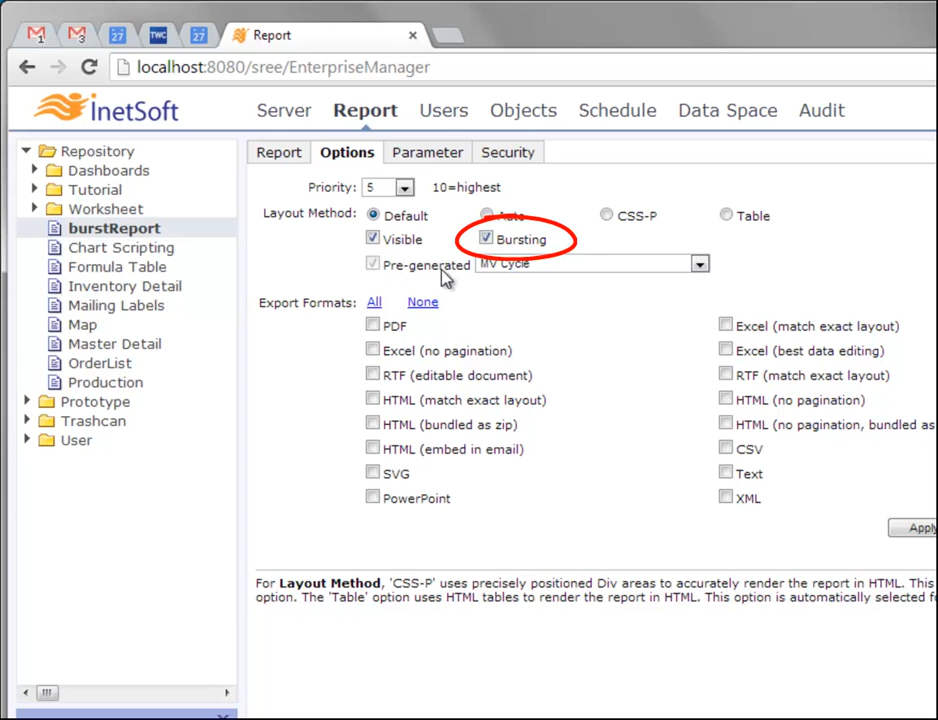 1 3 27 TWC 27 Report
localhost:8080/sree/EnterpriseManager
InetSoft Server Report Users Objects Schedule Data Space Audit
Repository
Dashboards
Tutorial
Worksheet
burstReport
Chart Scripting
Formula Table
Inventory Detail
Mailing Labels
Map
Master Detail
OrderList
Production
Prototype
Trashcan
User
Report Options Parameter Security
Priority: 5 10=highest
Layout Method: Default Auto CSS-P Table
Visible Bursting
Pre-generated MV Cycle
Export Formats: All None
PDF Excel (match exact layout)
Excel (no pagination) Excel (best data editing)
RTF (editable document) RTF (match exact layout)
HTML (match exact layout) HTML (no pagination)
HTML (bundled as zip) HTML (no pagination, bundled as
HTML (embed in email) CSV
SVG Text
PowerPoint XML
Apply
For Layout Method, 'CSS-P' uses precisely positioned Div areas to accurately render the report in HTML. This
option. The 'Table' option uses HTML tables to render the report in HTML. This option is automatically selected